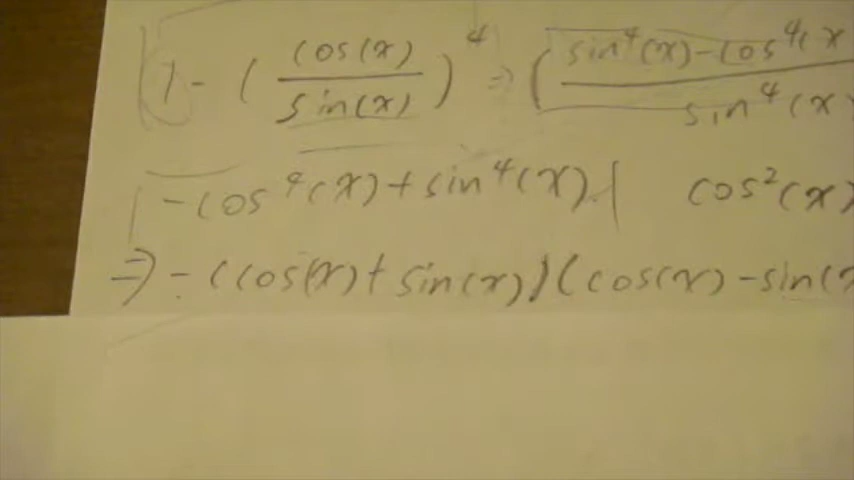 1 - ( cos(x) / sin(x) )^4 ⇒ ( sin^4(x) - cos^4(x / sin^4(x)
-cos^4(x) + sin^4(x) cos^2(x)
⇒ - (cos(x) + sin(x))(cos(x) - sin(x